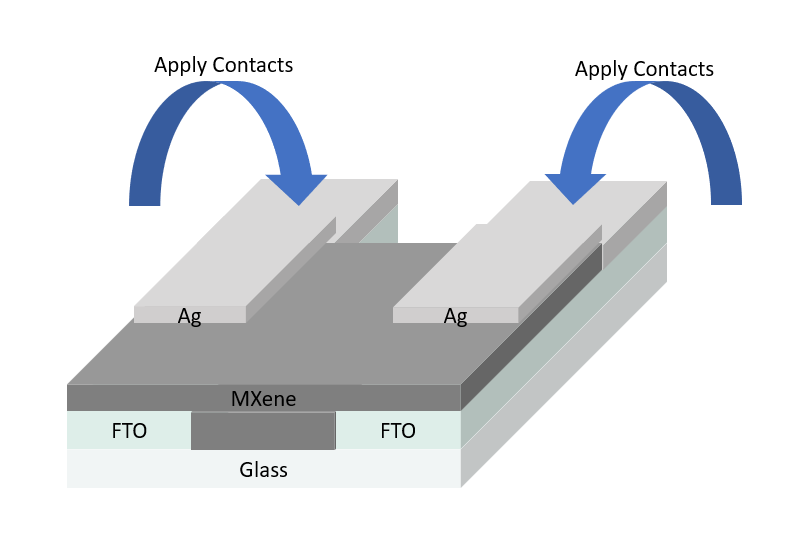 Apply Contacts
Apply Contacts
Ag
Ag
MXene
FTO
FTO
Glass